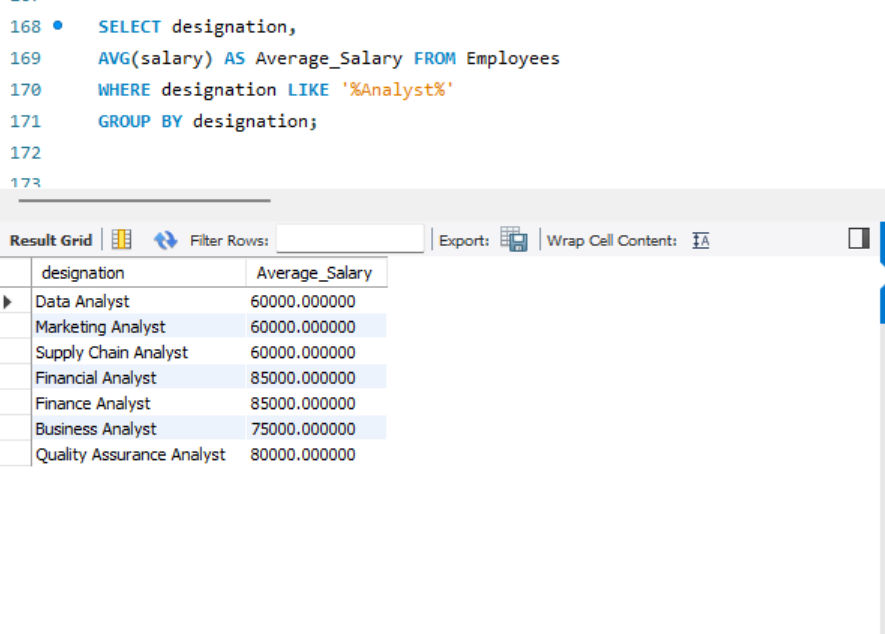 168 SELECT designation,
169 AVG(salary) AS Average_Salary FROM Employees
170 WHERE designation LIKE '%Analyst%'
171 GROUP BY designation;
172
173
Result Grid Filter Rows: Export: Wrap Cell Content:
designation Average_Salary
Data Analyst 60000.000000
Marketing Analyst 60000.000000
Supply Chain Analyst 60000.000000
Financial Analyst 85000.000000
Finance Analyst 85000.000000
Business Analyst 75000.000000
Quality Assurance Analyst 80000.000000